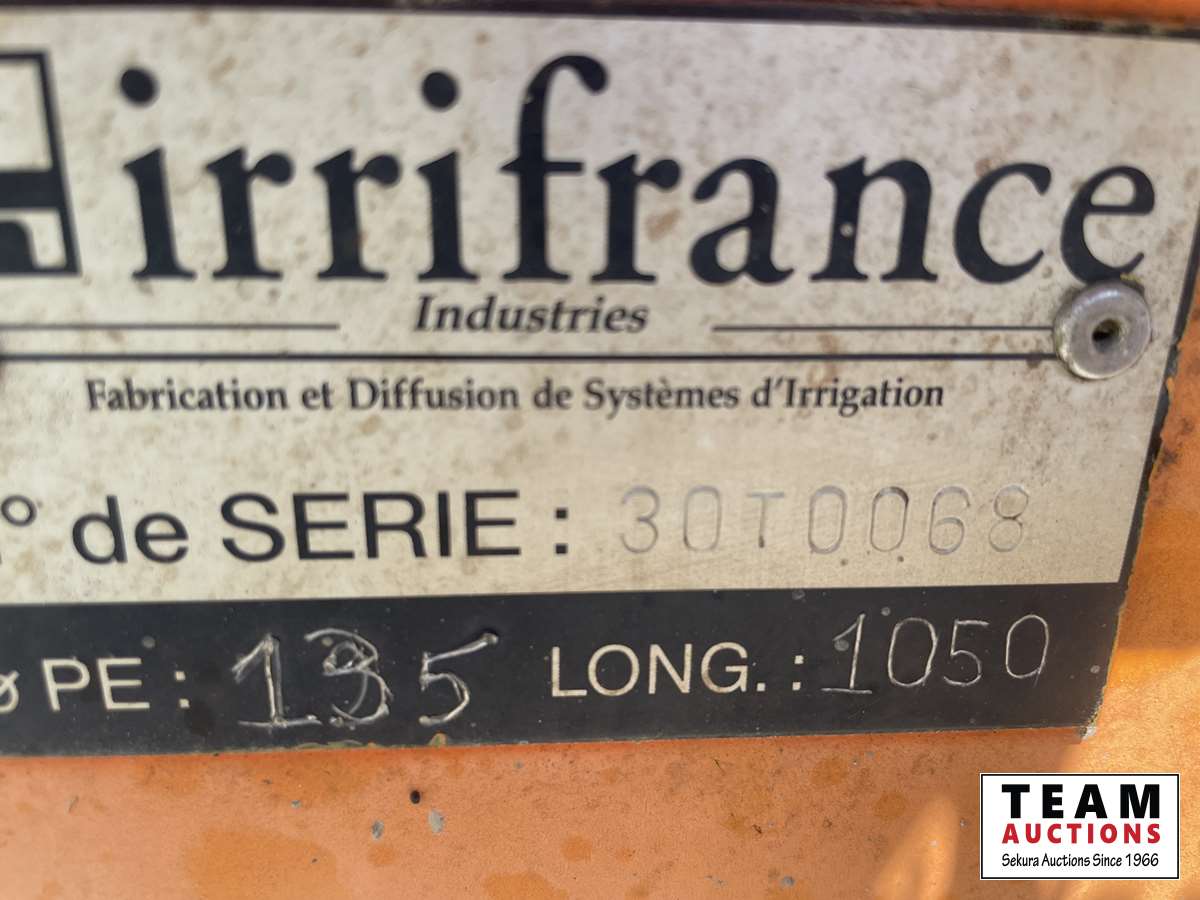 irrifrance
Industries
Fabrication et Diffusion de Systèmes d'Irrigation
° de SERIE : 30T0068
ø PE : 135 LONG. : 1050
TEAM
AUCTIONS
Sekura Auctions Since 1966